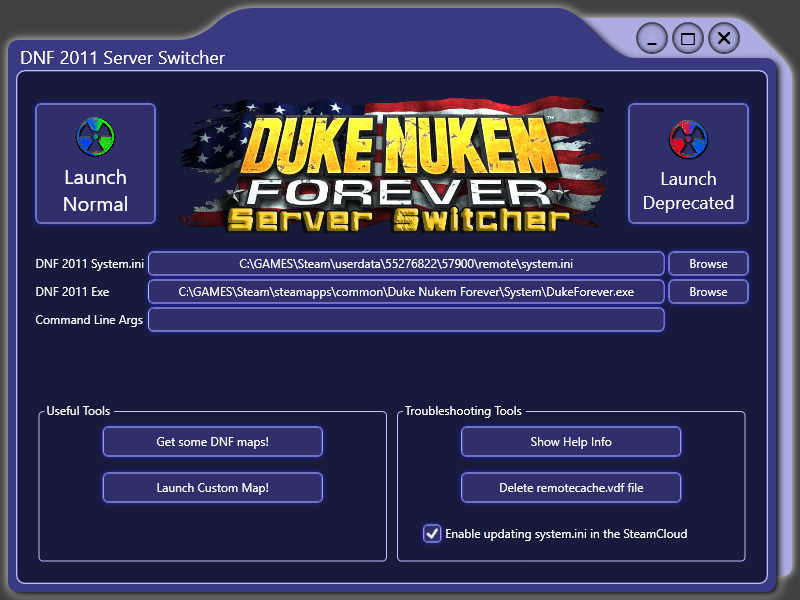 DNF 2011 Server Switcher
Launch
Normal
DUKE NUKEM
™
FOREVER
Server Switcher
Launch
Deprecated
DNF 2011 System.ini
C:\GAMES\Steam\userdata\55276822\57900\remote\system.ini
Browse
DNF 2011 Exe
C:\GAMES\Steam\steamapps\common\Duke Nukem Forever\System\DukeForever.exe
Browse
Command Line Args
Useful Tools
Get some DNF maps!
Launch Custom Map!
Troubleshooting Tools
Show Help Info
Delete remotecache.vdf file
Enable updating system.ini in the SteamCloud